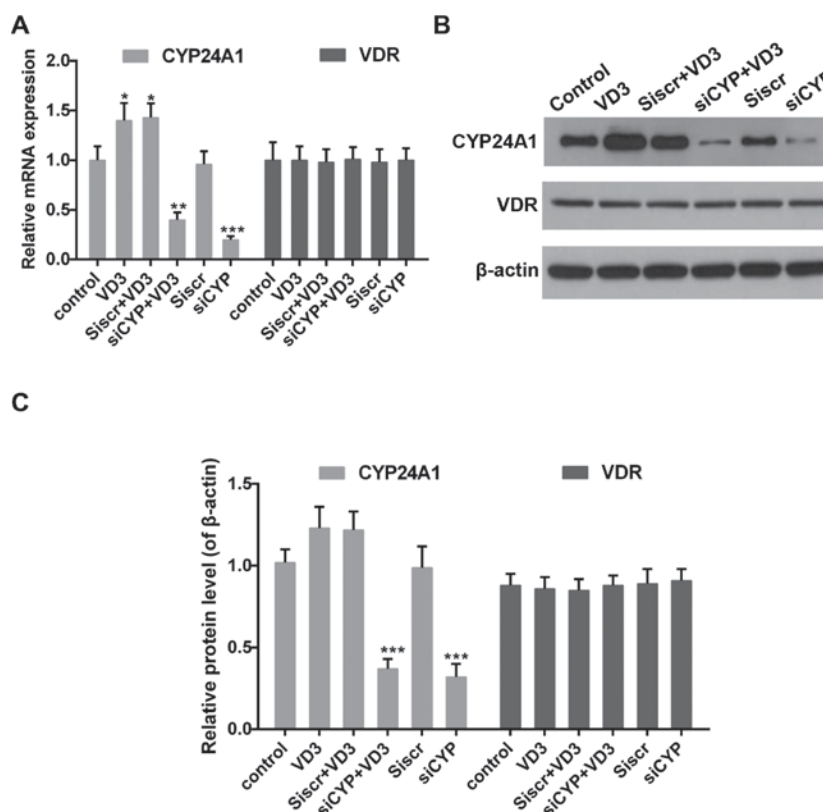 A
CYP24A1 VDR
Relative mRNA expression
2.0
1.5
1.0
0.5
0.0
* * ** ***
control VD3 Siscr+VD3 siCYP+VD3 Siscr siCYP control VD3 Siscr+VD3 siCYP+VD3 Siscr siCYP
B
Control VD3 Siscr+VD3 siCYP+VD3 Siscr siCYP
CYP24A1
VDR
β-actin
C
CYP24A1 VDR
Relative protein level (of β-actin)
1.5
1.0
0.5
0.0
*** ***
control VD3 Siscr+VD3 siCYP+VD3 Siscr siCYP control VD3 Siscr+VD3 siCYP+VD3 Siscr siCYP